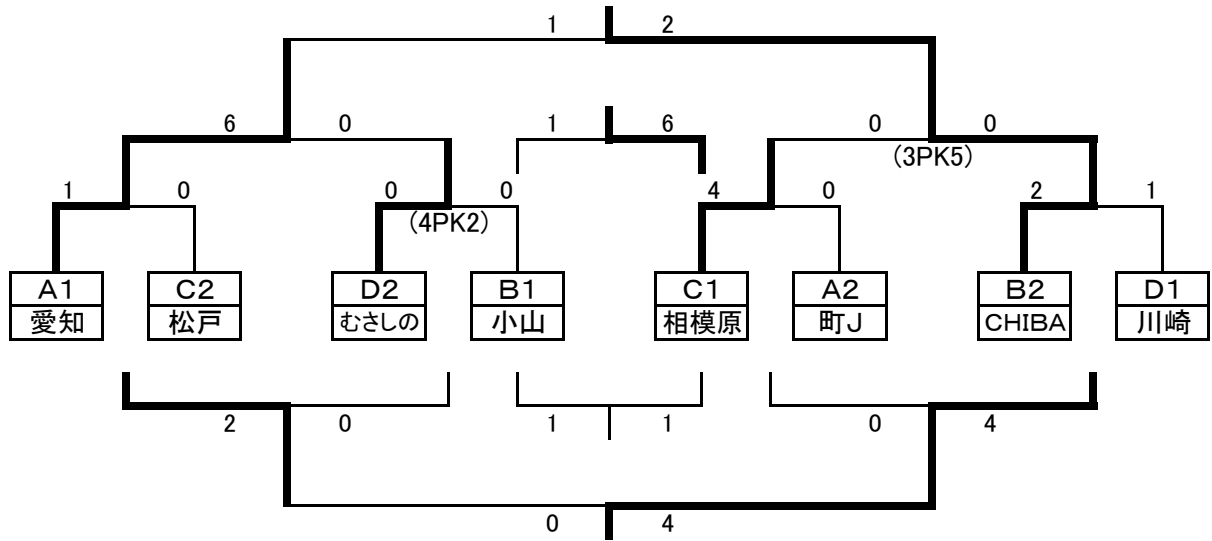 1 2
6 0 1 6 0 0
(3PK5)
1 0 0 0 4 0 2 1
(4PK2)
A1 C2 D2 B1 C1 A2 B2 D1
愛知 松戸 むさしの 小山 相模原 町J CHIBA 川崎
2 0 1 1 0 4
0 4